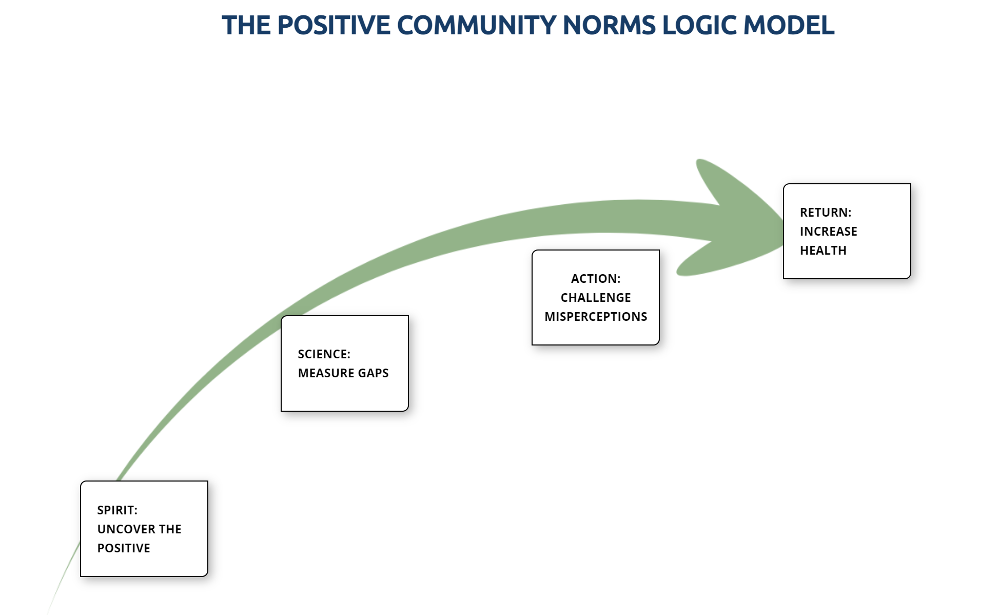 THE POSITIVE COMMUNITY NORMS LOGIC MODEL
SPIRIT:
UNCOVER THE
POSITIVE
SCIENCE:
MEASURE GAPS
ACTION:
CHALLENGE
MISPERCEPTIONS
RETURN:
INCREASE
HEALTH